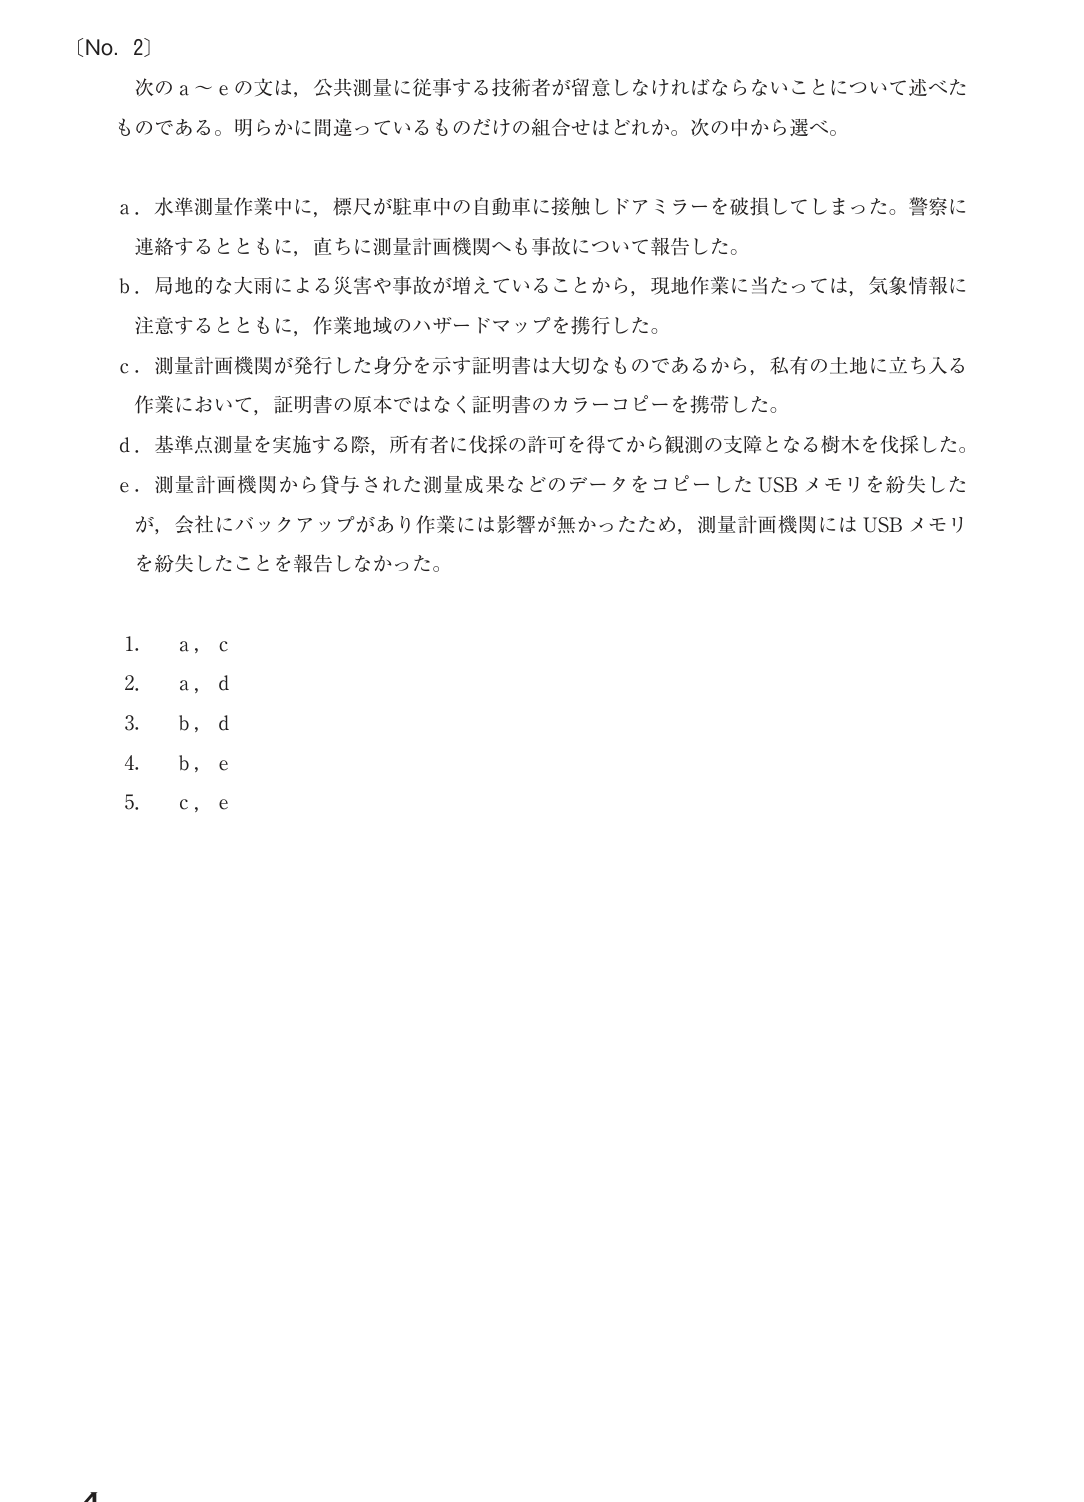 〔No. 2〕
次の a ～ e の文は，公共測量に従事する技術者が留意しなければならないことについて述べた
ものである。明らかに間違っているものだけの組合せはどれか。次の中から選べ。
a．水準測量作業中に，標尺が駐車中の自動車に接触しドアミラーを破損してしまった。警察に
連絡するとともに，直ちに測量計画機関へも事故について報告した。
b．局地的な大雨による災害や事故が増えていることから，現地作業に当たっては，気象情報に
注意するとともに，作業地域のハザードマップを携行した。
c．測量計画機関が発行した身分を示す証明書は大切なものであるから，私有の土地に立ち入る
作業において，証明書の原本ではなく証明書のカラーコピーを携帯した。
d．基準点測量を実施する際，所有者に伐採の許可を得てから観測の支障となる樹木を伐採した。
e．測量計画機関から貸与された測量成果などのデータをコピーした USB メモリを紛失した
が，会社にバックアップがあり作業には影響が無かったため，測量計画機関には USB メモリ
を紛失したことを報告しなかった。
1. a， c
2. a， d
3. b， d
4. b， e
5. c， e
4